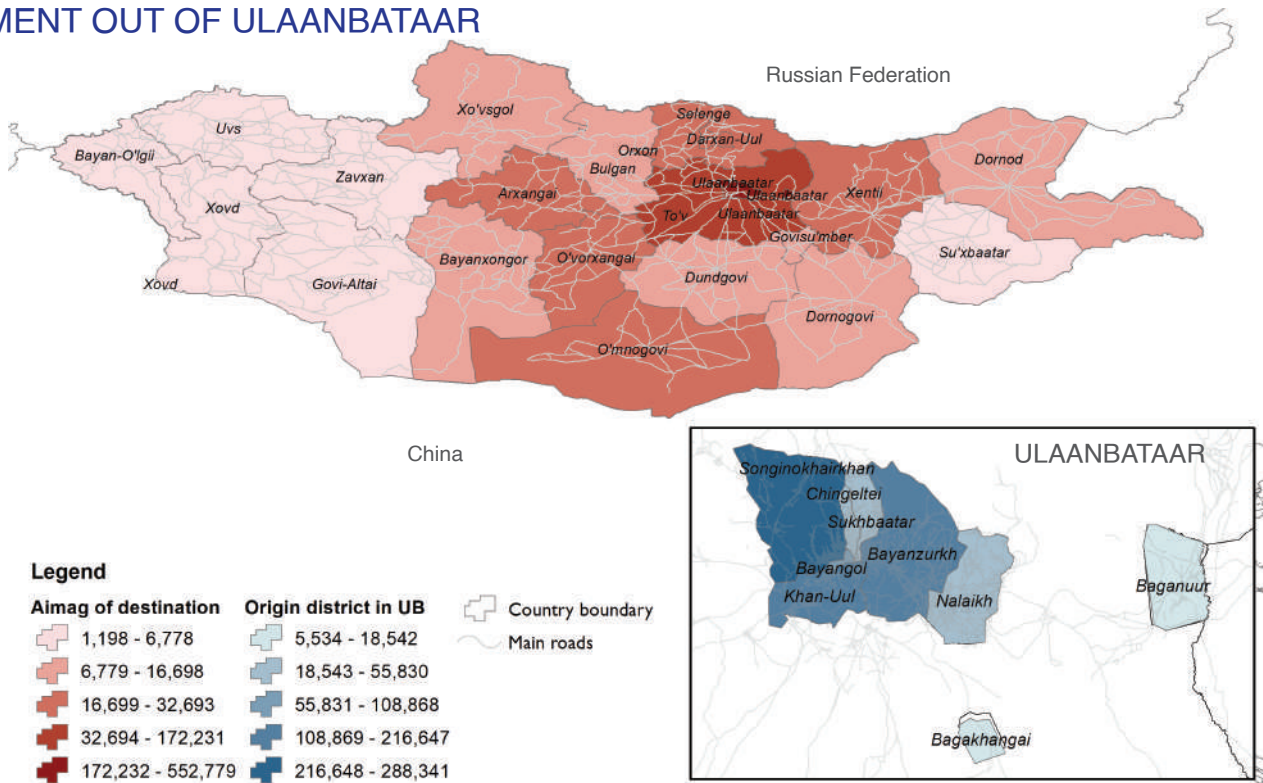 MENT OUT OF ULAANBATAAR
Russian Federation
Xo'vsgol
Selenge
Uvs
Darxan-Uul
Bayan-O'lgii
Orxon
Dornod
Bulgan
Zavxan
Ulaanbaatar
Arxangai
Ulaanbaatar
Xentii
Xovd
To'v
Ulaanbaatar
Govisu'mber
Su'xbaatar
Bayanxongor
O'vorxangai
Dundgovi
Xovd
Govi-Altai
Dornogovi
O'mnogovi
China
ULAANBATAAR
Songinokhairkhan
Chingeltei
Sukhbaatar
Bayanzurkh
Bayangol
Khan-Uul
Nalaikh
Baganuur
Bagakhangai
Legend
Aimag of destination
1,198 - 6,778
6,779 - 16,698
16,699 - 32,693
32,694 - 172,231
172,232 - 552,779
Origin district in UB
5,534 - 18,542
18,543 - 55,830
55,831 - 108,868
108,869 - 216,647
216,648 - 288,341
Country boundary
Main roads